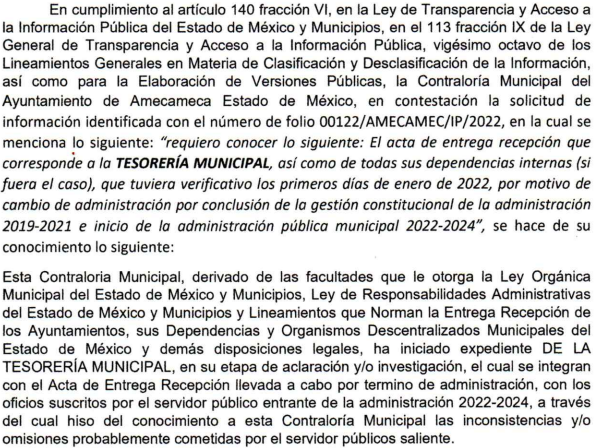 En cumplimiento al artículo 140 fracción VI, en la Ley de Transparencia y Acceso a
la Información Pública del Estado de México y Municipios, en el 113 fracción IX de la Ley
General de Transparencia y Acceso a la Información Pública, vigésimo octavo de los
Lineamientos Generales en Materia de Clasificación y Desclasificación de la Información,
así como para la Elaboración de Versiones Públicas, la Contraloría Municipal del
Ayuntamiento de Amecameca Estado de México, en contestación la solicitud de
información identificada con el número de folio 00122/AMECAMEC/IP/2022, en la cual se
menciona lo siguiente: “requiero conocer lo siguiente: El acta de entrega recepción que
corresponde a la TESORERÍA MUNICIPAL, así como de todas sus dependencias internas (si
fuera el caso), que tuviera verificativo los primeros días de enero de 2022, por motivo de
cambio de administración por conclusión de la gestión constitucional de la administración
2019-2021 e inicio de la administración pública municipal 2022-2024”, se hace de su
conocimiento lo siguiente:
Esta Contraloria Municipal, derivado de las facultades que le otorga la Ley Orgánica
Municipal del Estado de México y Municipios, Ley de Responsabilidades Administrativas
del Estado de México y Municipios y Lineamientos que Norman la Entrega Recepción de
los Ayuntamientos, sus Dependencias y Organismos Descentralizados Municipales del
Estado de México y demás disposiciones legales, ha iniciado expediente DE LA
TESORERÍA MUNICIPAL, en su etapa de aclaración y/o investigación, el cual se integran
con el Acta de Entrega Recepción llevada a cabo por termino de administración, con los
oficios suscritos por el servidor público entrante de la administración 2022-2024, a través
del cual hiso del conocimiento a esta Contraloría Municipal las inconsistencias y/o
omisiones probablemente cometidas por el servidor públicos saliente.